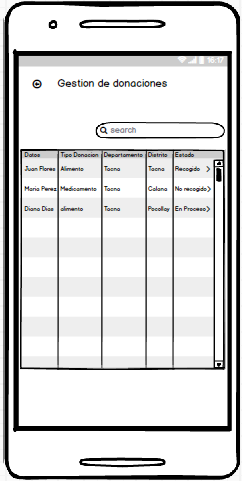 16:17
Gestion de donaciones
search
Datos Tipo Donacion Departamento Distrito Estado
Juan Flores Alimento Tacna Tacna Recogido >
Maria Perez Medicamento Tacna Calana No recogido >
Diana Dias alimento Tacna Pocollay En Proceso >